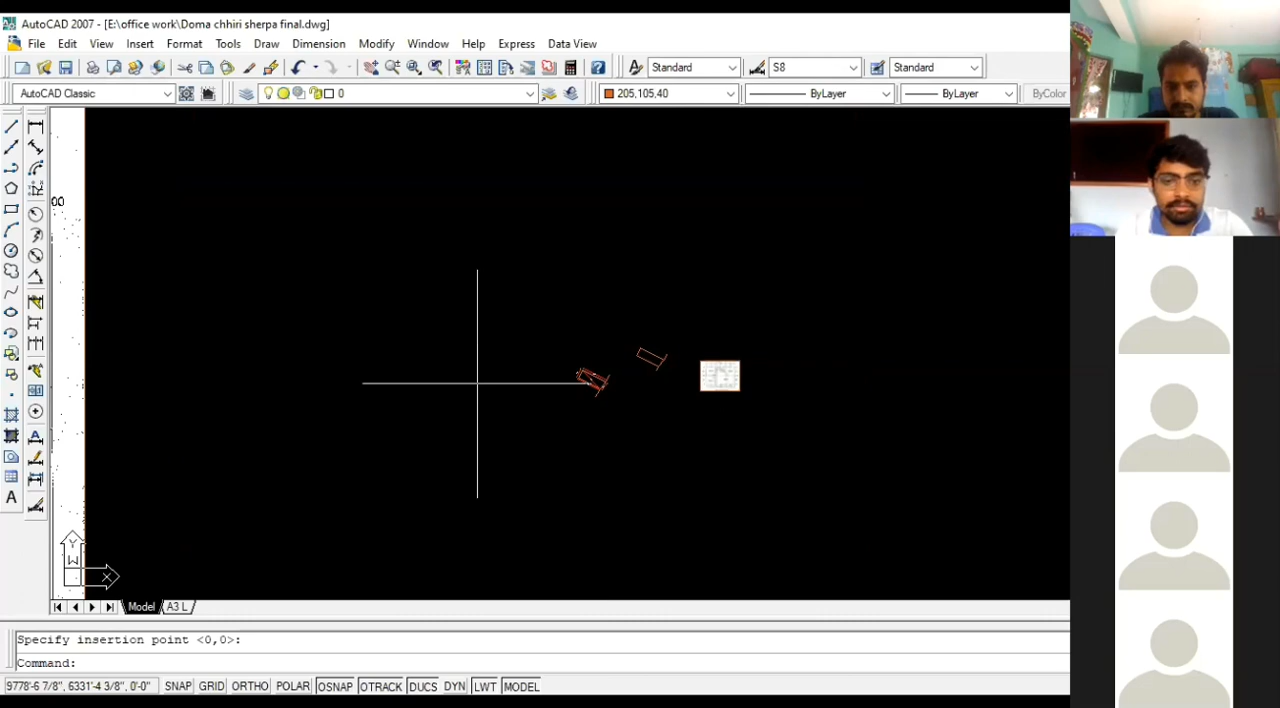 AutoCAD 2007 - [E:\office work\Doma chhiri sherpa final.dwg]
File Edit View Insert Format Tools Draw Dimension Modify Window Help Express Data View
Standard S8 Standard
AutoCAD Classic 0 205,105,40 ByLayer ByLayer ByColor
00
A
Y
W
X
Model A3 L
Specify insertion point <0,0>:
Command:
9778'-6 7/8", 6331'-4 3/8", 0'-0" SNAP GRID ORTHO POLAR OSNAP OTRACK DUCS DYN LWT MODEL